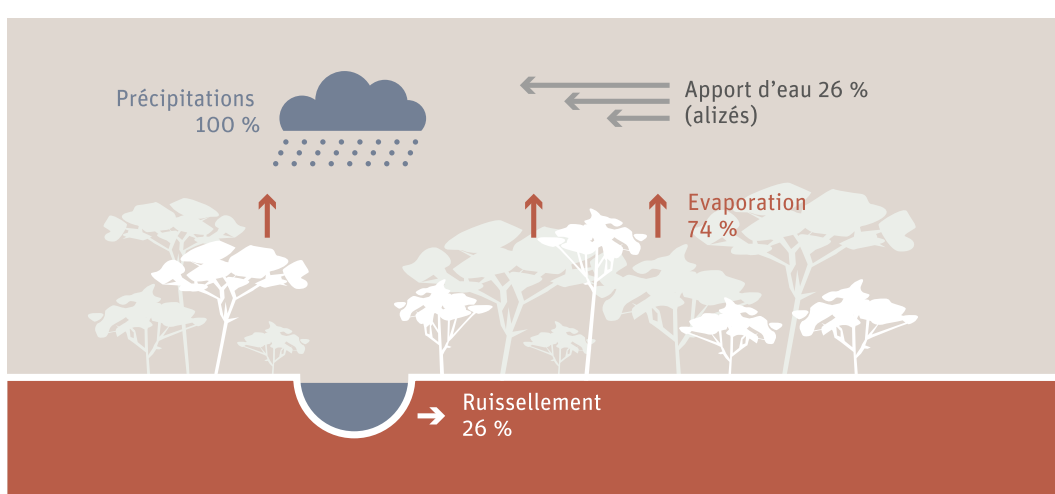 Précipitations
100 %
Apport d’eau 26 %
(alizés)
Evaporation
74 %
Ruissellement
26 %